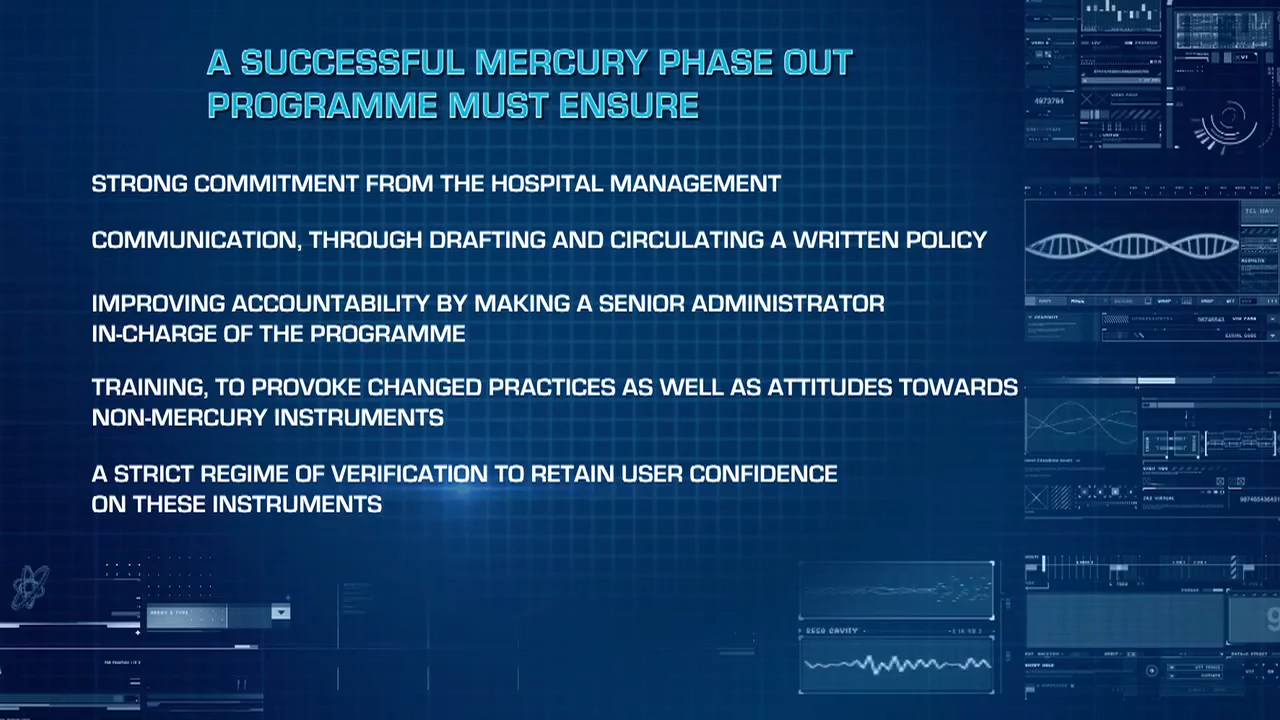 A SUCCESSFUL MERCURY PHASE OUT
PROGRAMME MUST ENSURE
STRONG COMMITMENT FROM THE HOSPITAL MANAGEMENT
COMMUNICATION, THROUGH DRAFTING AND CIRCULATING A WRITTEN POLICY
IMPROVING ACCOUNTABILITY BY MAKING A SENIOR ADMINISTRATOR
IN-CHARGE OF THE PROGRAMME
TRAINING, TO PROVOKE CHANGED PRACTICES AS WELL AS ATTITUDES TOWARDS
NON-MERCURY INSTRUMENTS
A STRICT REGIME OF VERIFICATION TO RETAIN USER CONFIDENCE
ON THESE INSTRUMENTS
4973794